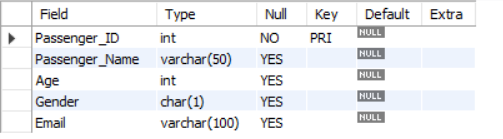 Field Type Null Key Default Extra
Passenger_ID int NO PRI NULL
Passenger_Name varchar(50) YES NULL
Age int YES NULL
Gender char(1) YES NULL
Email varchar(100) YES NULL